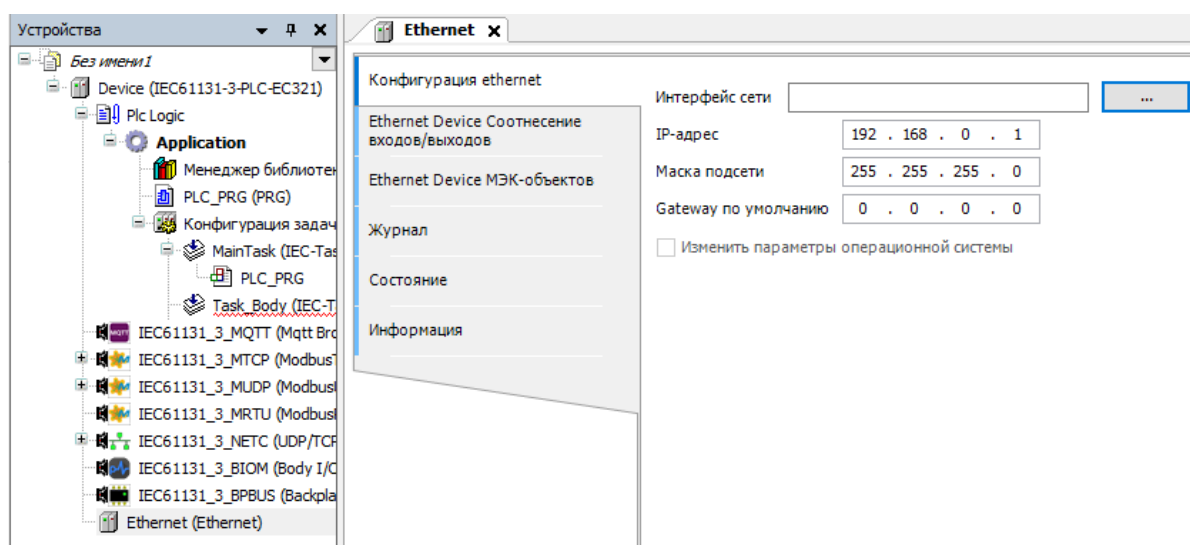 Устройства
Без имени1
Device (IEC61131-3-PLC-EC321)
Plc Logic
Application
Менеджер библиотек
PLC_PRG (PRG)
Конфигурация задач
MainTask (IEC-Tas
PLC_PRG
Task_Body (IEC-T
MQTT IEC61131_3_MQTT (Mqtt Bro
IEC61131_3_MTCP (ModbusT
IEC61131_3_MUDP (Modbus
IEC61131_3_MRTU (Modbus
IEC61131_3_NETC (UDP/TCP
IEC61131_3_BIOM (Body I/O
IEC61131_3_BPBUS (Backpla
Ethernet (Ethernet)
Ethernet
Конфигурация ethernet
Ethernet Device Соотнесение
входов/выходов
Ethernet Device МЭК-объектов
Журнал
Состояние
Информация
Интерфейс сети ...
IP-адрес 192 . 168 . 0 . 1
Маска подсети 255 . 255 . 255 . 0
Gateway по умолчанию 0 . 0 . 0 . 0
Изменить параметры операционной системы